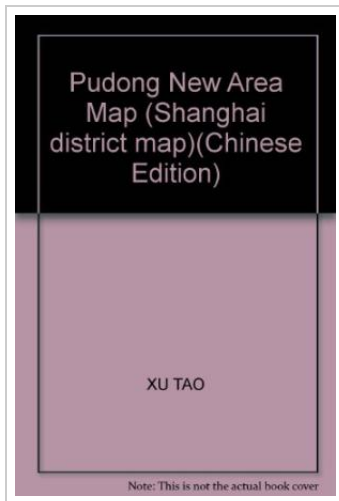 Pudong New Area
Map (Shanghai
district map)(Chinese
Edition)
XU TAO
Note: This is not the actual book cover